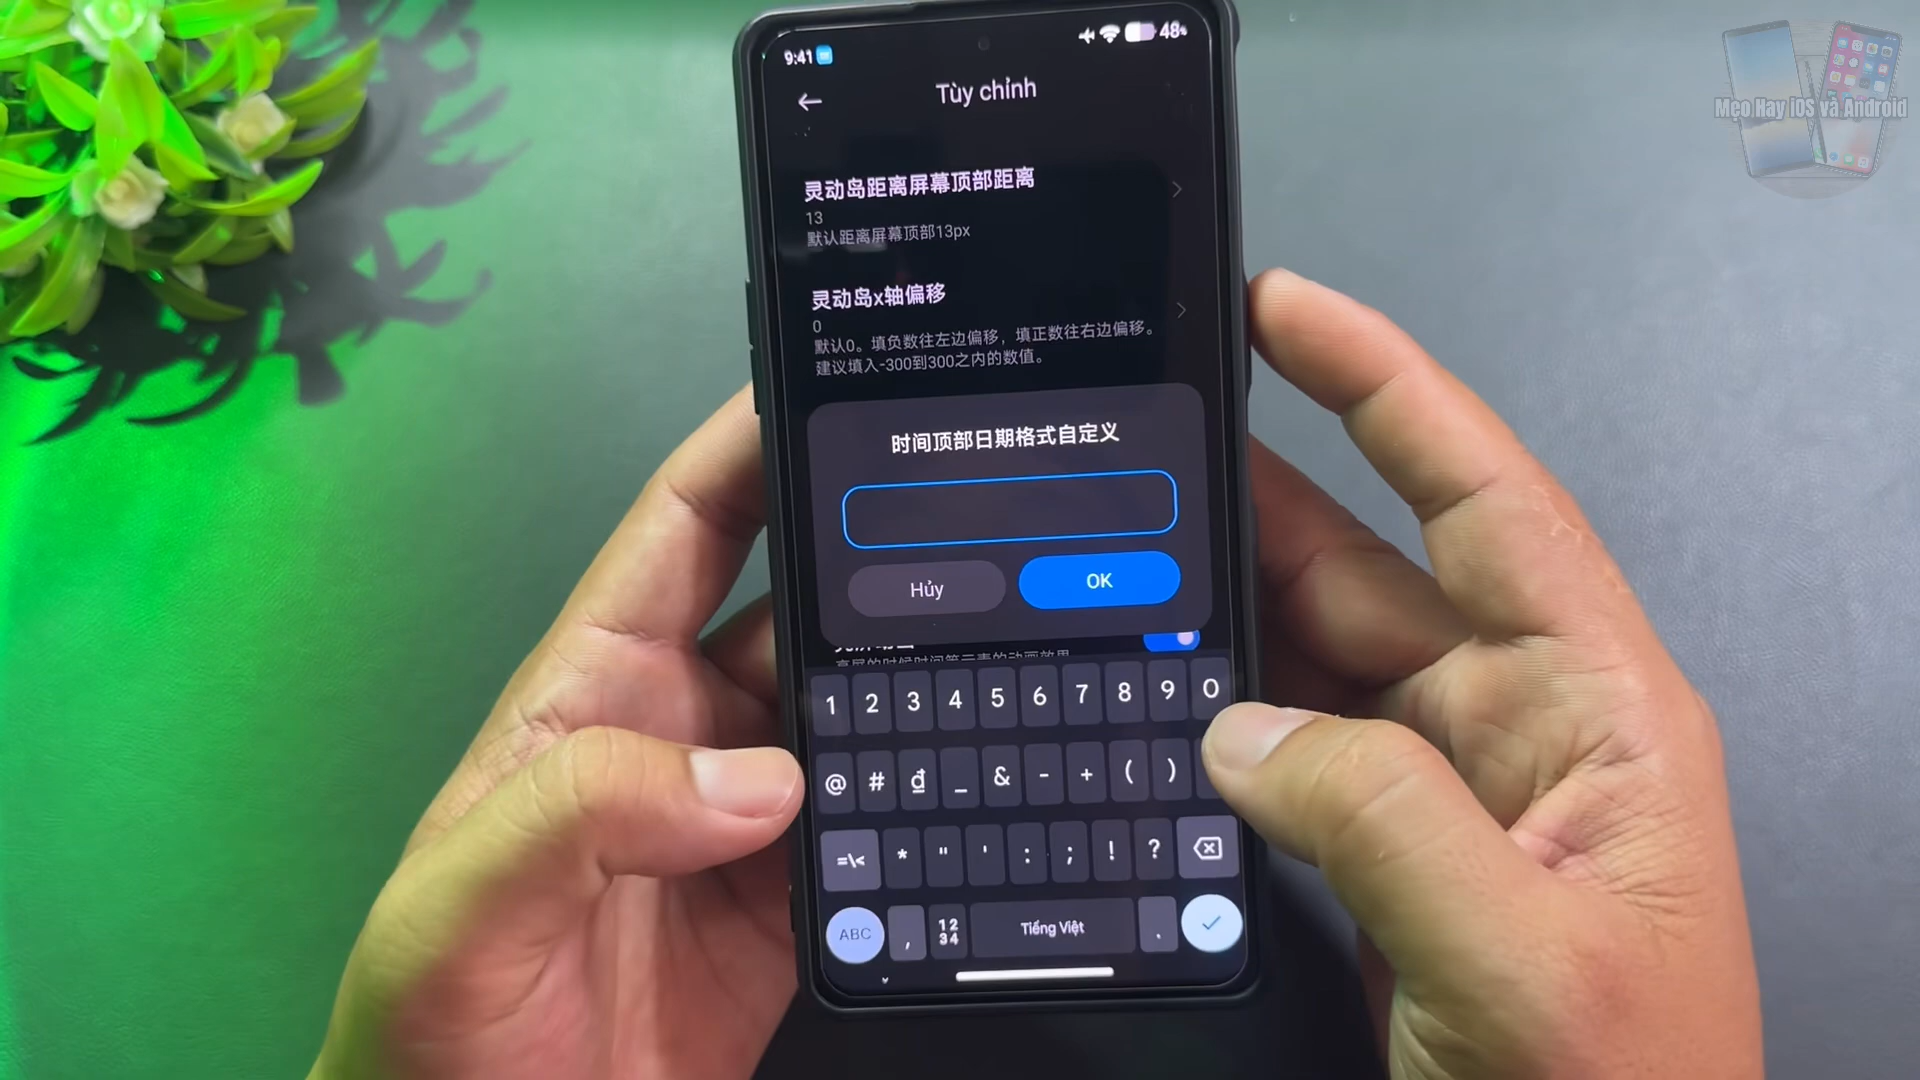 9:41
48%
Tùy chỉnh
灵动岛距离屏幕顶部距离
13
默认距离屏幕顶部13px
灵动岛x轴偏移
0
默认0。填负数往左边偏移，填正数往右边偏移。
建议填入-300到300之内的数值。
时间顶部日期格式自定义
Hủy
OK
1 2 3 4 5 6 7 8 9 0
@ # ₫ _ & - + ( )
=\< * " ' : ; ! ?
ABC , 1234 Tiếng Việt .
Mẹo Hay iOS và Android